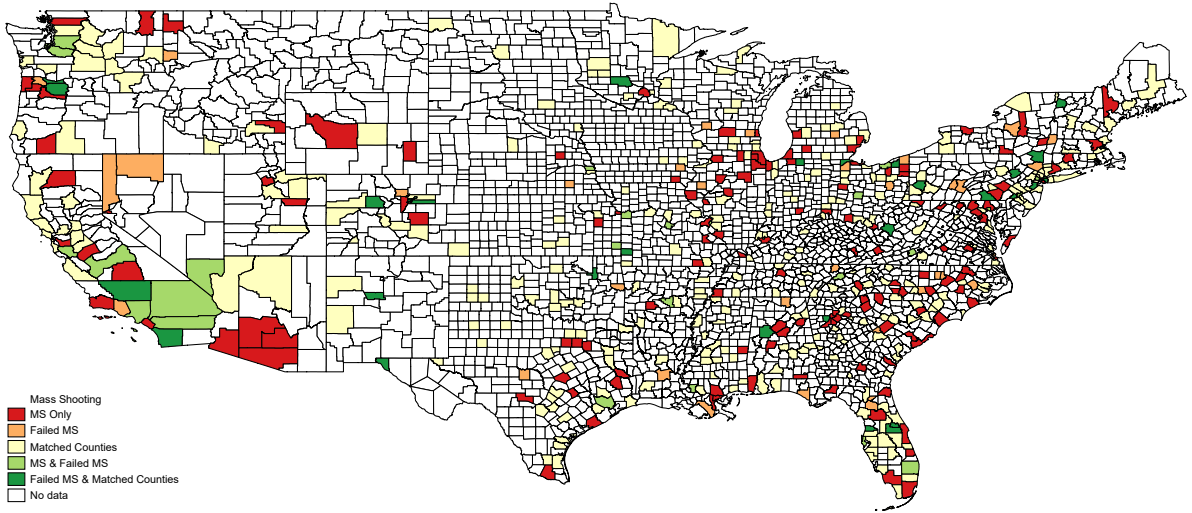 Mass Shooting
MS Only
Failed MS
Matched Counties
MS & Failed MS
Failed MS & Matched Counties
No data